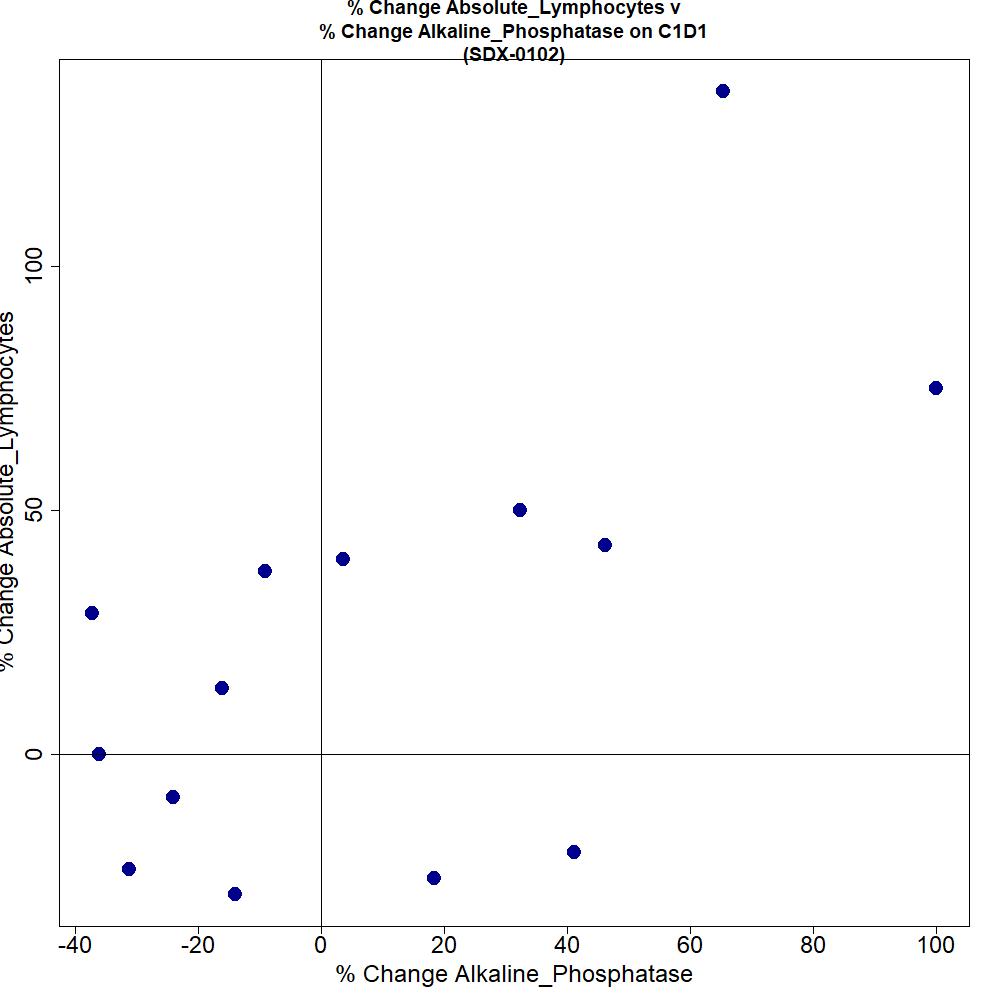 % Change Absolute_Lymphocytes v
% Change Alkaline_Phosphatase on C1D1
(SDX-0102)
% Change Absolute_Lymphocytes
100
50
0
-40 -20 0 20 40 60 80 100
% Change Alkaline_Phosphatase